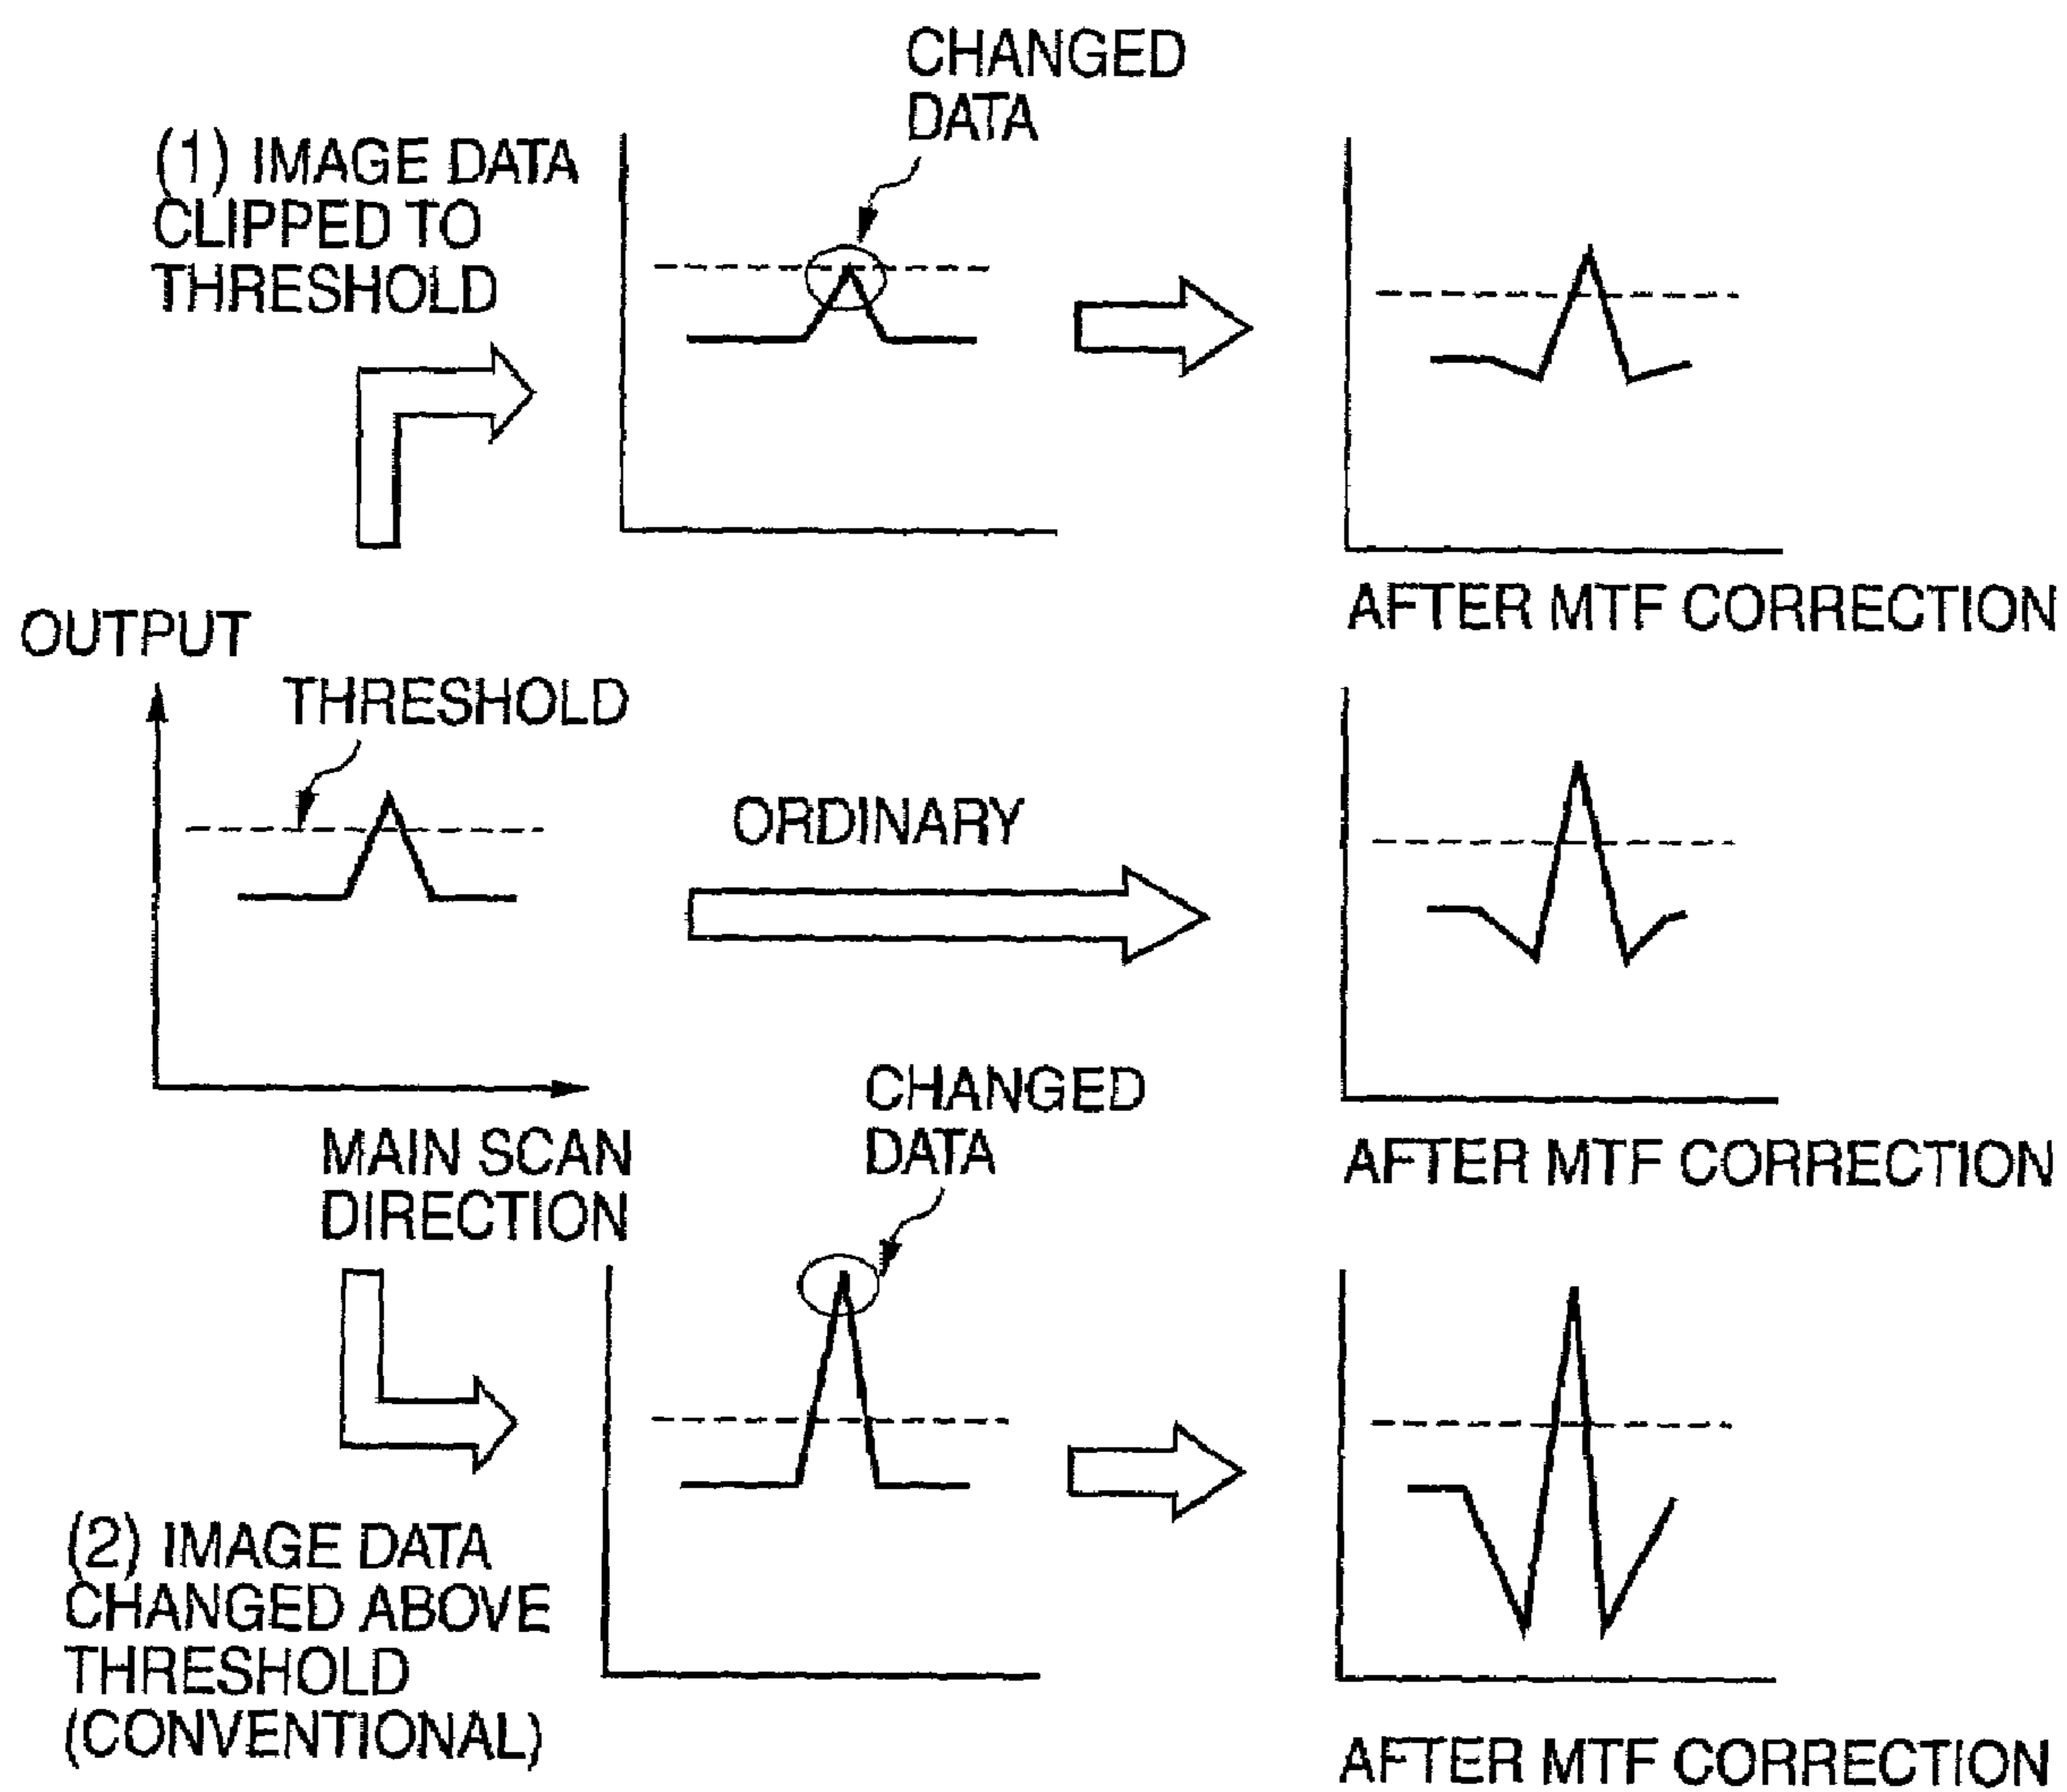 CHANGED
DATA
(1) IMAGE DATA
CLIPPED TO
THRESHOLD
AFTER MTF CORRECTION
OUTPUT
THRESHOLD
ORDINARY
MAIN SCAN
DIRECTION
AFTER MTF CORRECTION
CHANGED
DATA
(2) IMAGE DATA
CHANGED ABOVE
THRESHOLD
(CONVENTIONAL)
AFTER MTF CORRECTION